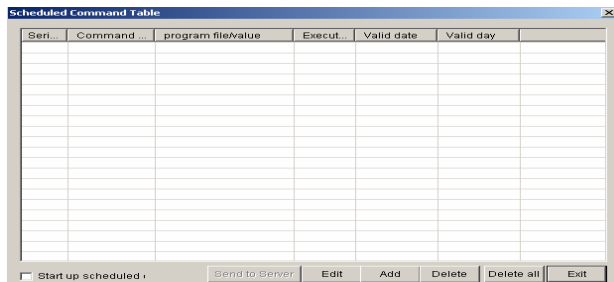 Scheduled Command Table
Seri... Command ... program file/value Execut... Valid date Valid day
Start up scheduled
Send to Server Edit Add Delete Delete all Exit